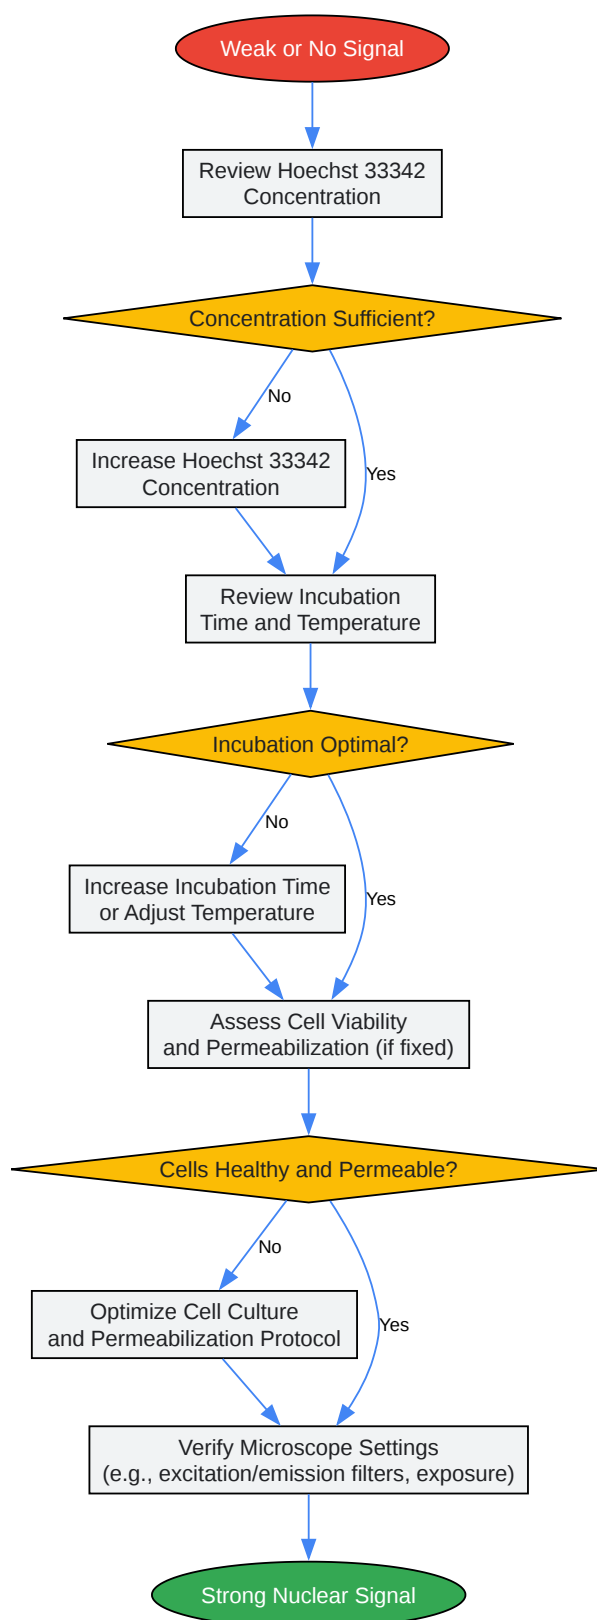 Weak or No Signal
Review Hoechst 33342
Concentration
Concentration Sufficient?
No
Increase Hoechst 33342
Concentration
Yes
Review Incubation
Time and Temperature
Incubation Optimal?
No
Increase Incubation Time
or Adjust Temperature
Yes
Assess Cell Viability
and Permeabilization (if fixed)
Cells Healthy and Permeable?
No
Optimize Cell Culture
and Permeabilization Protocol
Yes
Verify Microscope Settings
(e.g., excitation/emission filters, exposure)
Strong Nuclear Signal